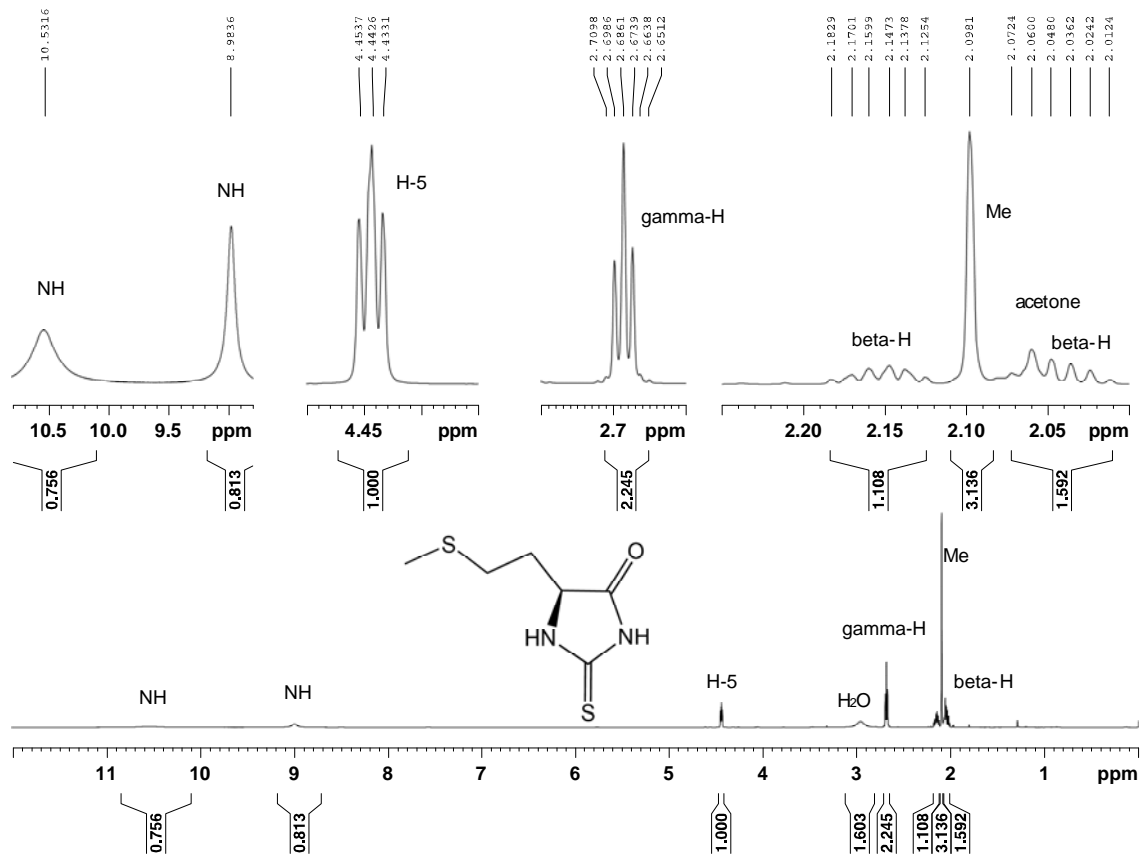 10.5316
8.9836
4.4537
4.4426
4.4331
2.7098
2.6986
2.6861
2.6739
2.6638
2.6512
2.1829
2.1701
2.1599
2.1473
2.1378
2.1254
2.0981
2.0724
2.0600
2.0480
2.0362
2.0242
2.0124
NH
NH
H-5
gamma-H
Me
beta-H
acetone
beta-H
10.5 10.0 9.5 ppm
4.45 ppm
2.7 ppm
2.20 2.15 2.10 2.05 ppm
0.756 0.813 1.000 2.245 1.108 3.136 1.592
S
O
HN
NH
S
NH
NH
H-5
H2O
gamma-H
Me
beta-H
11 10 9 8 7 6 5 4 3 2 1 ppm
0.756 0.813 1.000 1.603 2.245 1.108 3.136 1.592